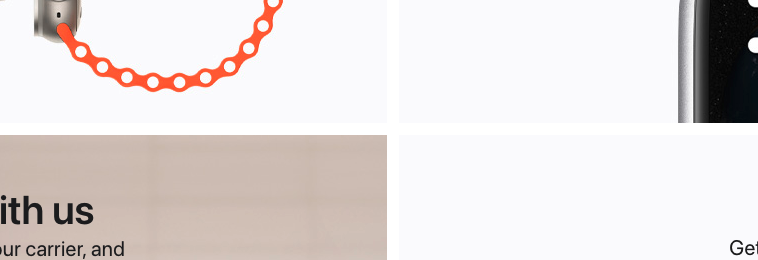 ith us
our carrier, and
Get